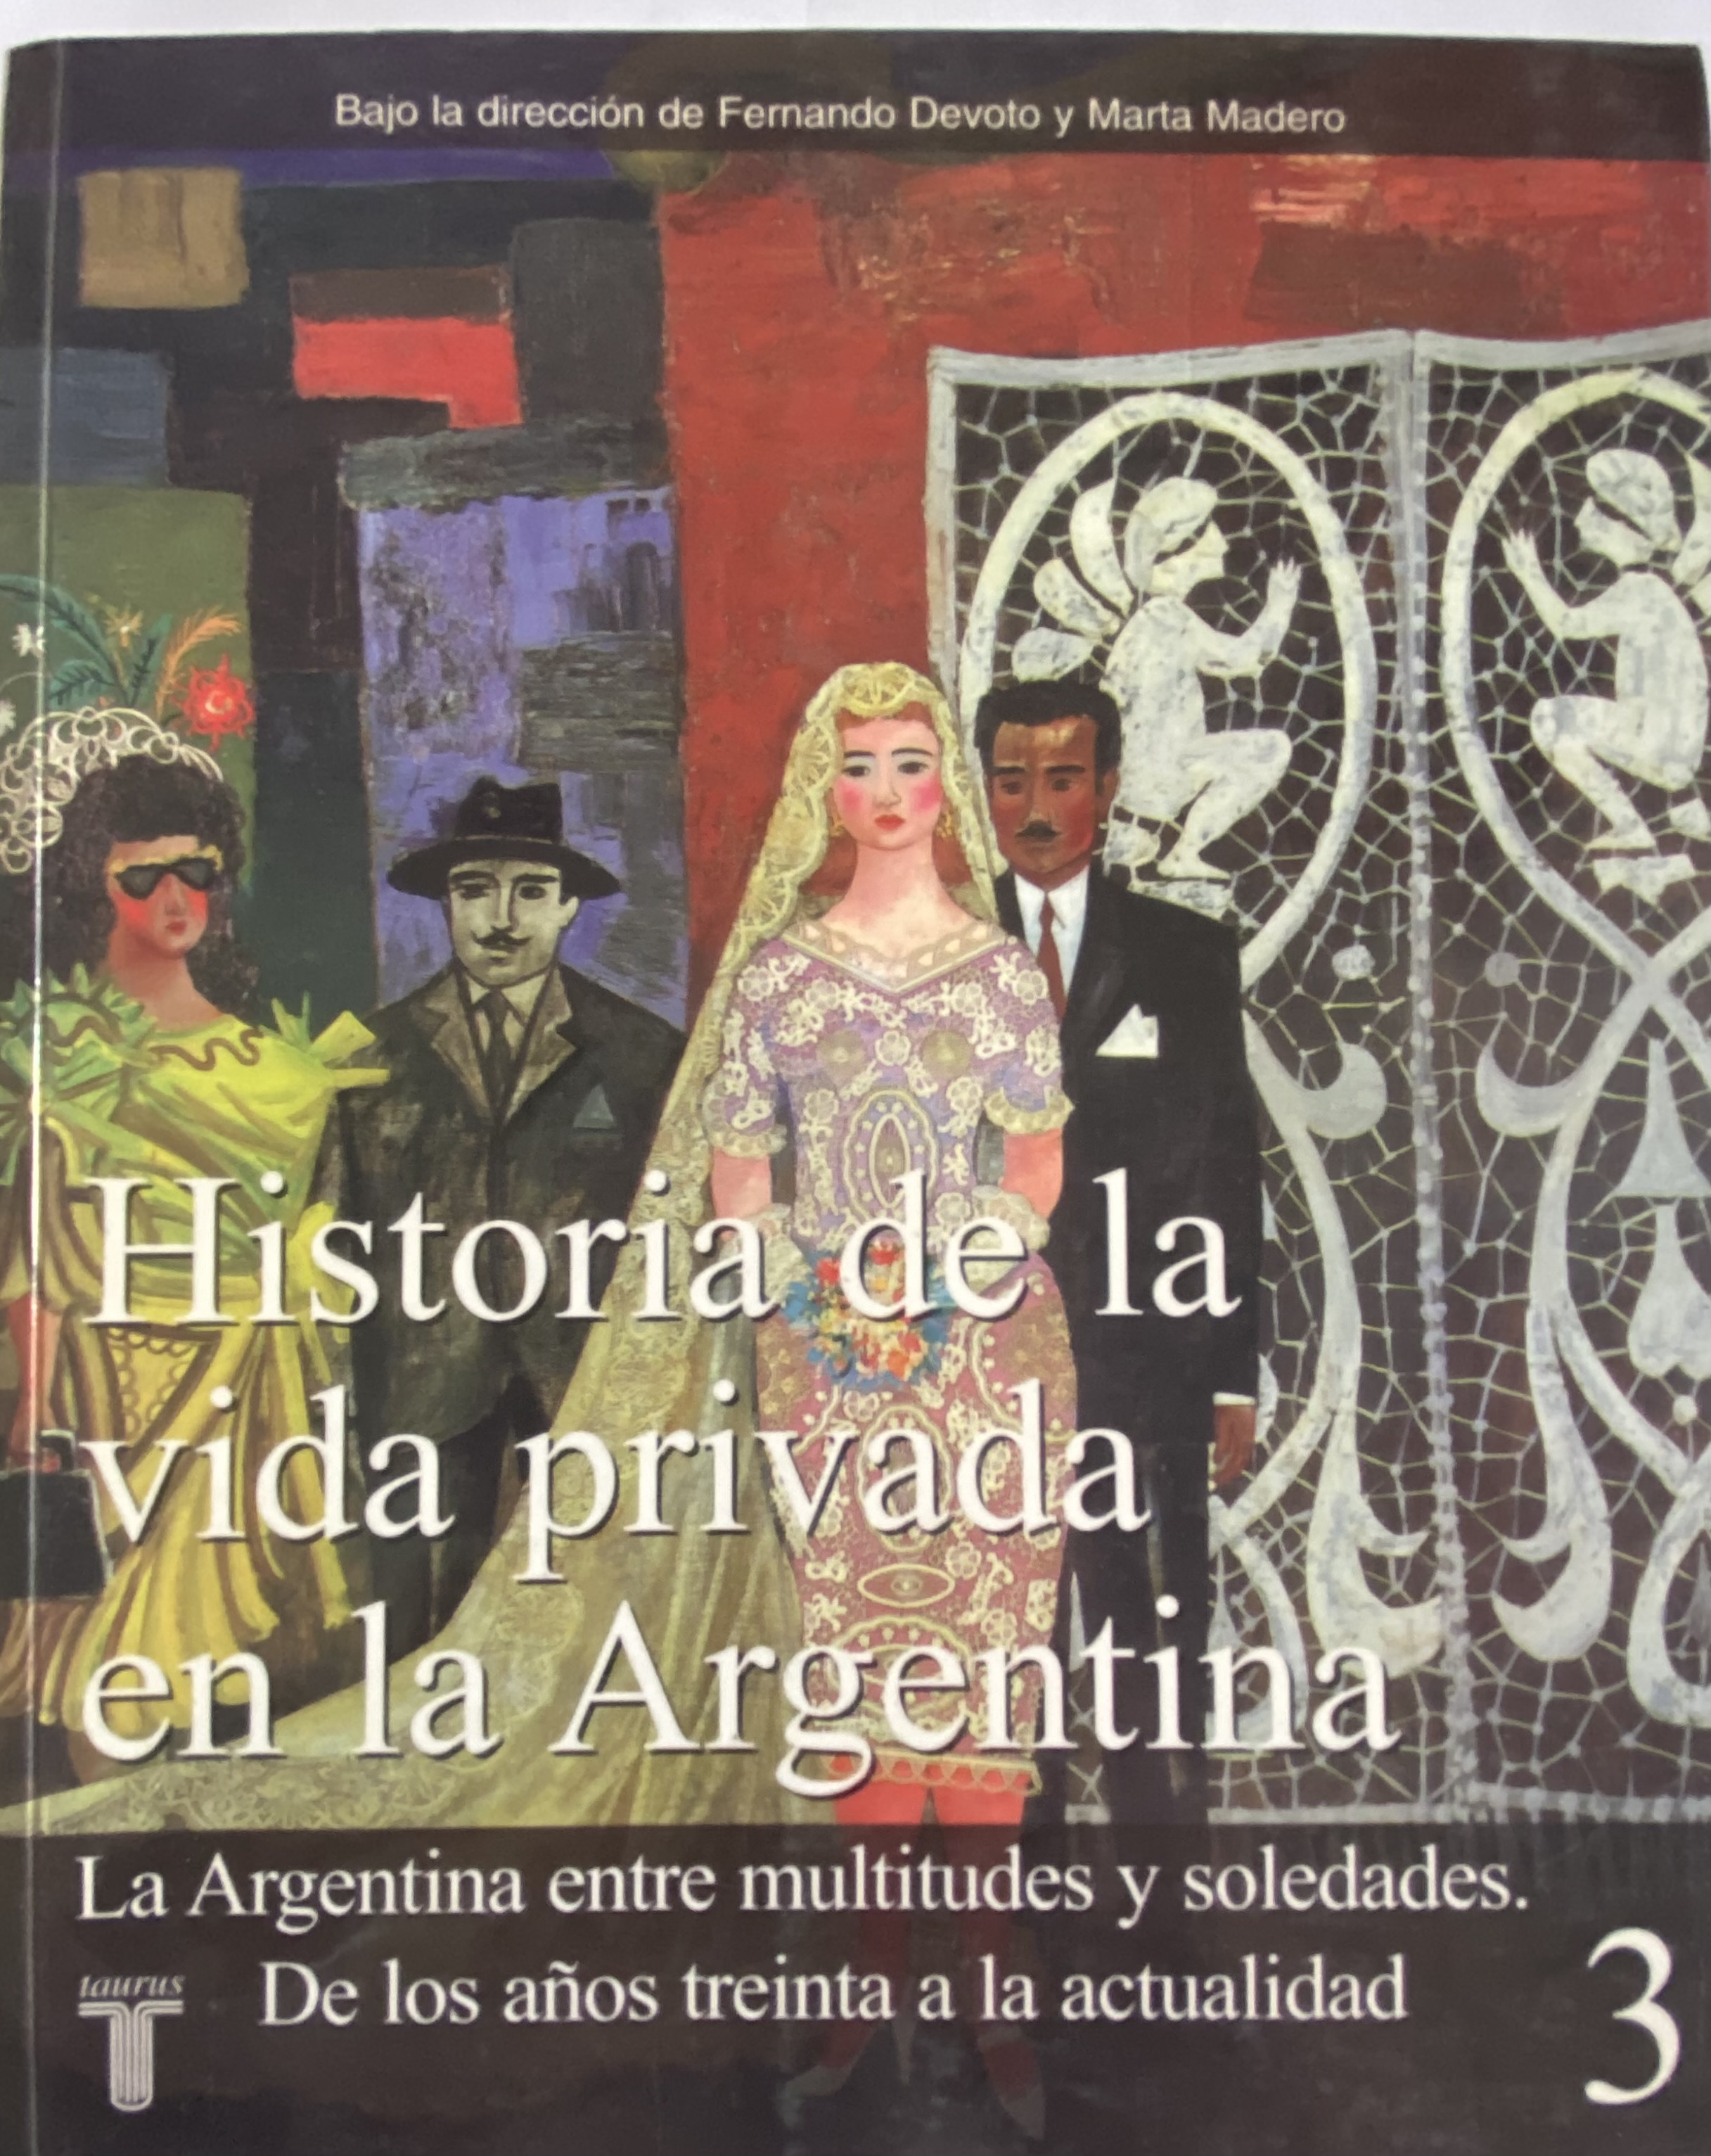 Bajo la dirección de Fernando Devoto y Marta Madero
Historia de la
vida privada
en la Argentina
La Argentina entre multitudes y soledades.
De los años treinta a la actualidad
taurus
T
3